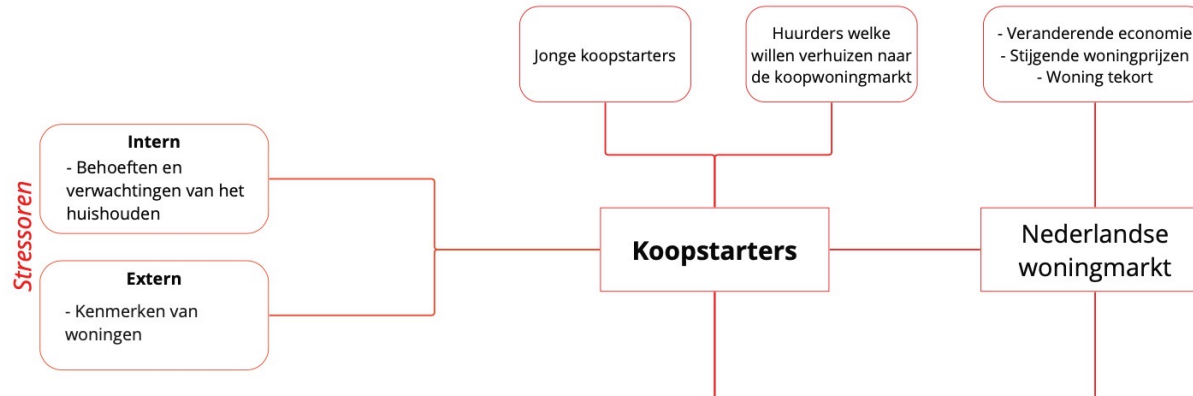 Jonge koopstarters
Huurders welke
willen verhuizen naar
de koopwoningmarkt
- Veranderende economie
- Stijgende woningprijzen
- Woning tekort
Stressoren
Intern
- Behoeften en
verwachtingen van het
huishouden
Extern
- Kenmerken van
woningen
Koopstarters
Nederlandse
woningmarkt